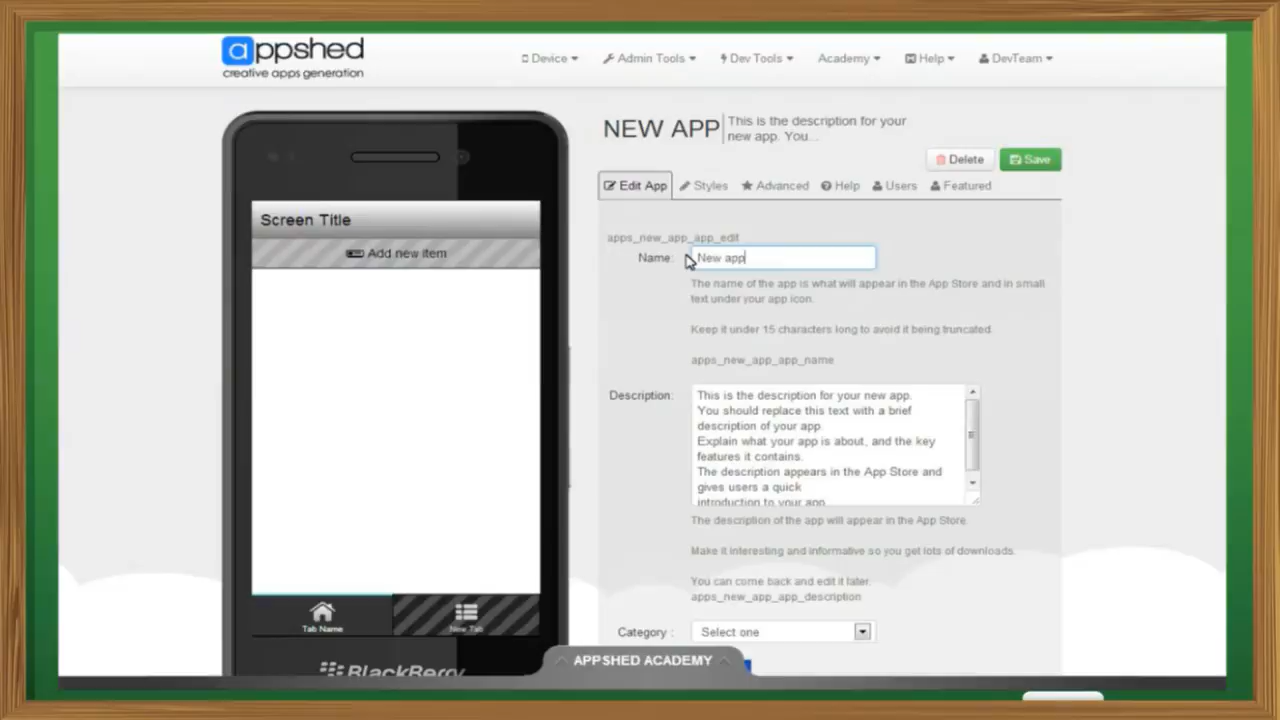 appshed
creative apps generation
Device
Admin Tools
Dev Tools
Academy
Help
DevTeam
NEW APP
This is the description for your
new app. You...
Delete
Save
Edit App
Styles
Advanced
Help
Users
Featured
Screen Title
Add new item
apps_new_app_app_edit
Name: New app
The name of the app is what will appear in the App Store and in small
text under your app icon.
Keep it under 15 characters long to avoid it being truncated.
apps_new_app_app_name
Description:
This is the description for your new app.
You should replace this text with a brief
description of your app.
Explain what your app is about, and the key
features it contains.
The description appears in the App Store and
gives users a quick
introduction to your app
The description of the app will appear in the App Store.
Make it interesting and informative so you get lots of downloads.
You can come back and edit it later.
apps_new_app_app_description
Category : Select one
Tab Name
New Tab
BlackBerry
APPSHED ACADEMY